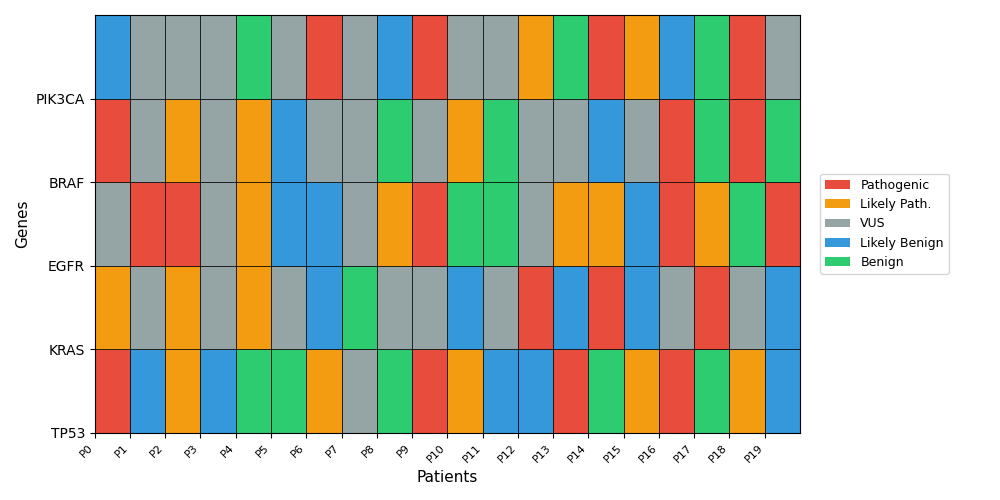 PIK3CA
BRAF
EGFR
KRAS
TP53
Genes
P0 P1 P2 P3 P4 P5 P6 P7 P8 P9 P10 P11 P12 P13 P14 P15 P16 P17 P18 P19
Patients
Pathogenic
Likely Path.
VUS
Likely Benign
Benign